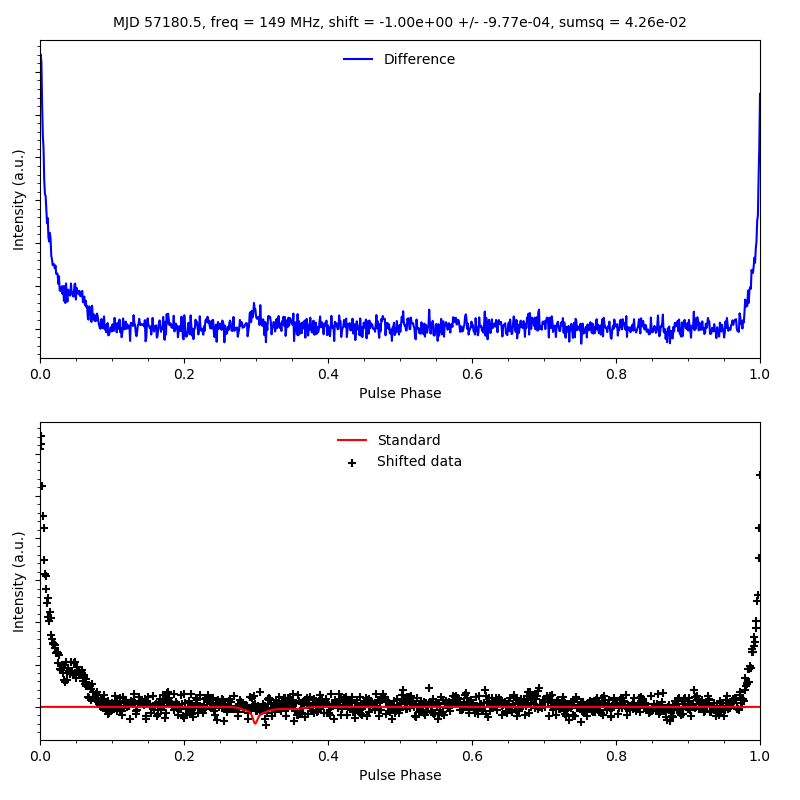 MJD 57180.5, freq = 149 MHz, shift = -1.00e+00 +/- -9.77e-04, sumsq = 4.26e-02
Difference
Intensity (a.u.)
0.0 0.2 0.4 0.6 0.8 1.0
Pulse Phase
Standard
Shifted data
Intensity (a.u.)
0.0 0.2 0.4 0.6 0.8 1.0
Pulse Phase